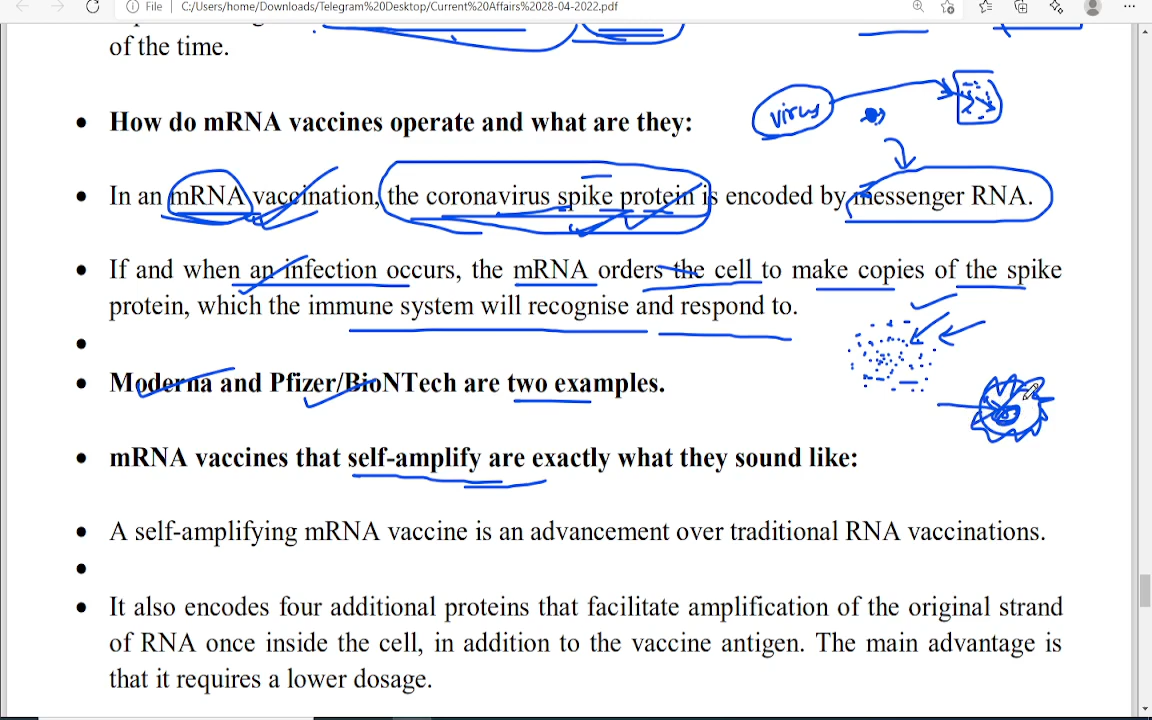 File
C:/Users/home/Downloads/Telegram%20Desktop/Current%20Affairs%2028-04-2022.pdf
of the time.
virus
• How do mRNA vaccines operate and what are they:
• In an mRNA vaccination, the coronavirus spike protein is encoded by messenger RNA.
• If and when an infection occurs, the mRNA orders the cell to make copies of the spike
protein, which the immune system will recognise and respond to.
•
• Moderna and Pfizer/BioNTech are two examples.
• mRNA vaccines that self-amplify are exactly what they sound like:
• A self-amplifying mRNA vaccine is an advancement over traditional RNA vaccinations.
•
• It also encodes four additional proteins that facilitate amplification of the original strand
of RNA once inside the cell, in addition to the vaccine antigen. The main advantage is
that it requires a lower dosage.